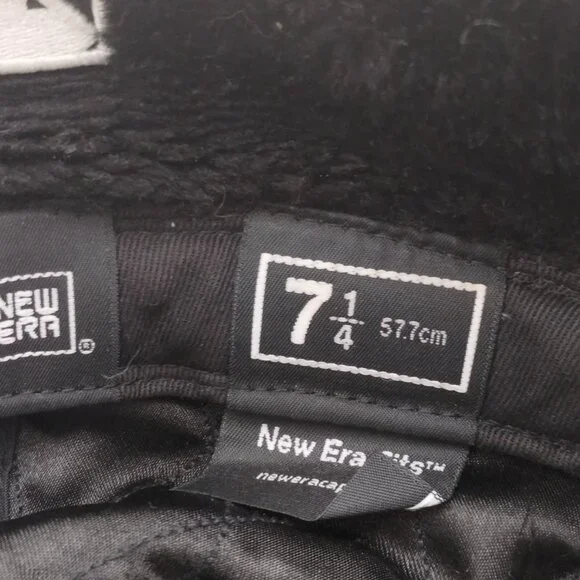 NEW
ERA®
7 1/4 57.7cm
New Era
neweracap